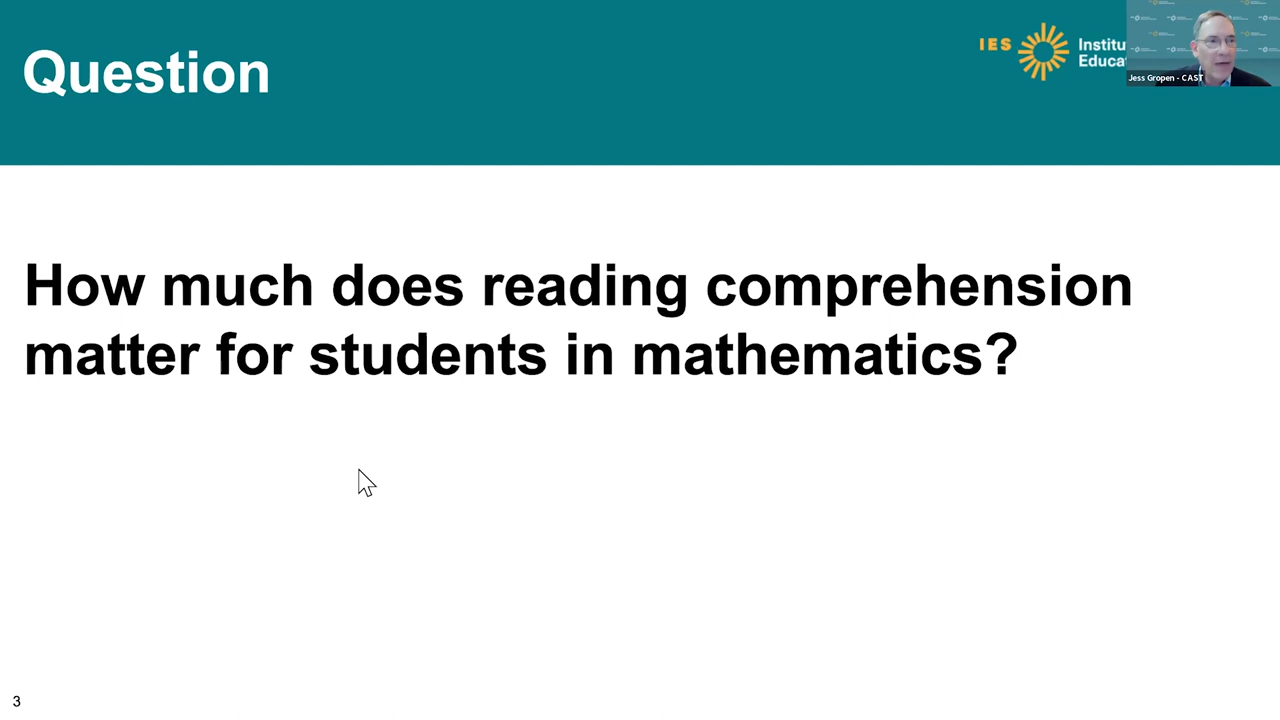 Question
IES
Institu
Educat
Jess Gropen - CAST
How much does reading comprehension
matter for students in mathematics?
3